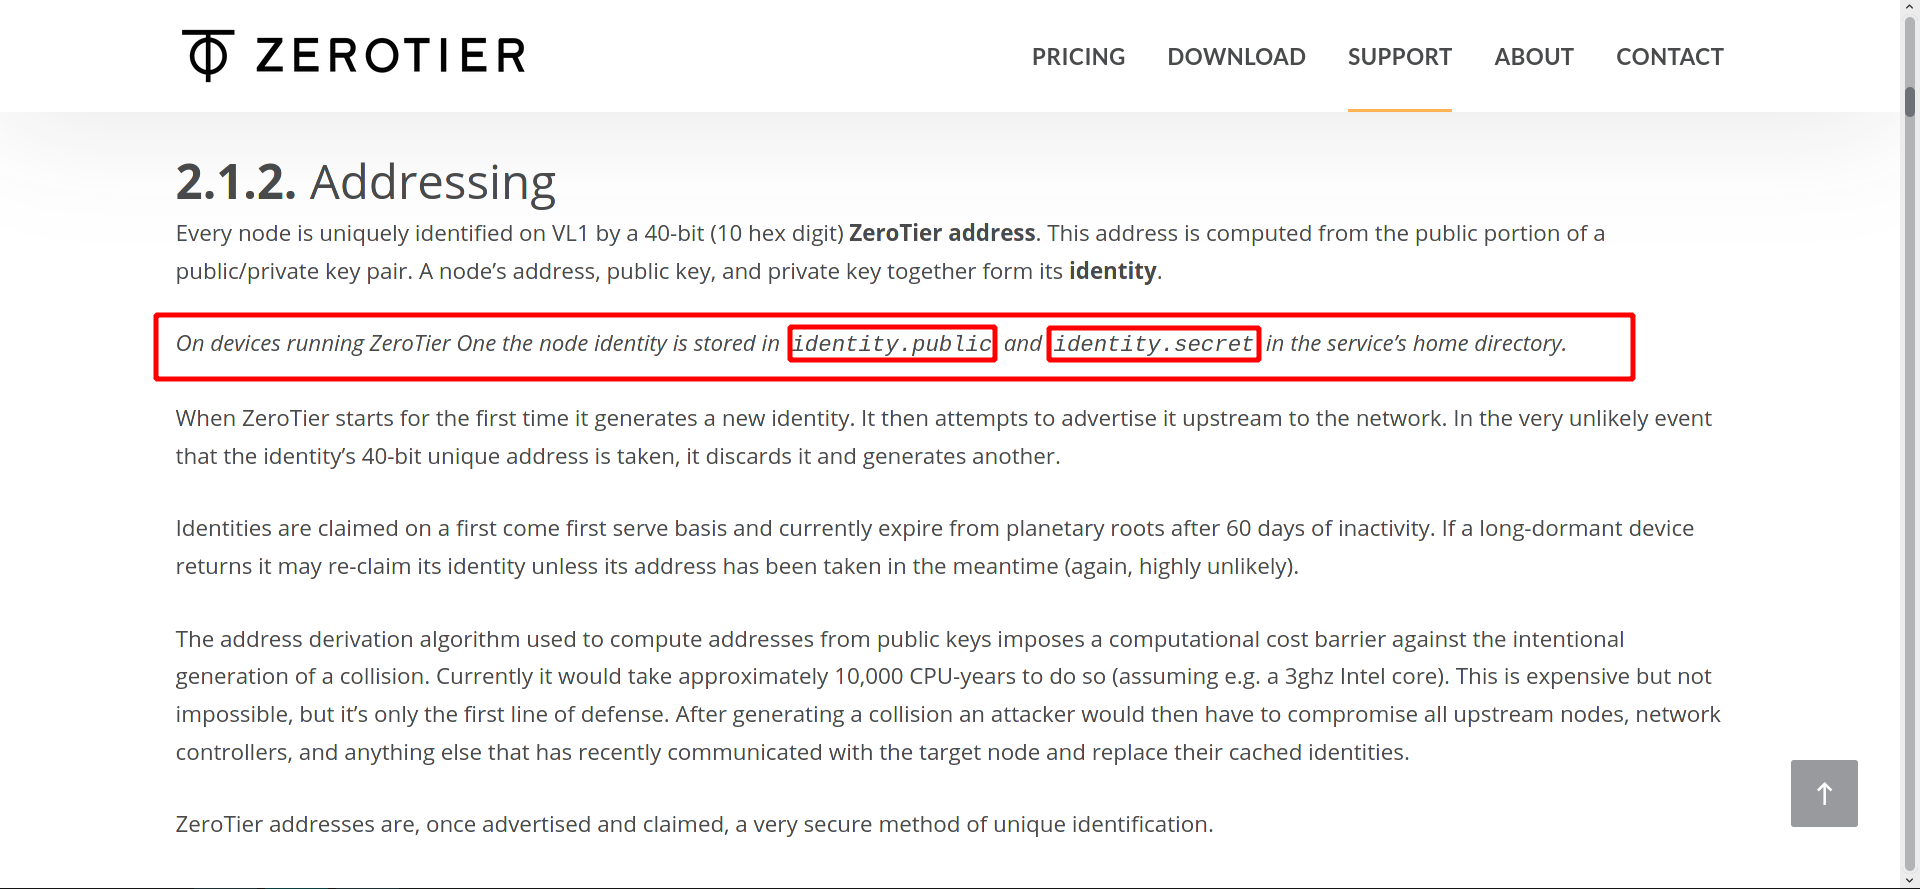 ZEROTIER
PRICING DOWNLOAD SUPPORT ABOUT CONTACT
2.1.2. Addressing
Every node is uniquely identified on VL1 by a 40-bit (10 hex digit) ZeroTier address. This address is computed from the public portion of a
public/private key pair. A node’s address, public key, and private key together form its identity.
On devices running ZeroTier One the node identity is stored in identity.public and identity.secret in the service’s home directory.
When ZeroTier starts for the first time it generates a new identity. It then attempts to advertise it upstream to the network. In the very unlikely event
that the identity’s 40-bit unique address is taken, it discards it and generates another.
Identities are claimed on a first come first serve basis and currently expire from planetary roots after 60 days of inactivity. If a long-dormant device
returns it may re-claim its identity unless its address has been taken in the meantime (again, highly unlikely).
The address derivation algorithm used to compute addresses from public keys imposes a computational cost barrier against the intentional
generation of a collision. Currently it would take approximately 10,000 CPU-years to do so (assuming e.g. a 3ghz Intel core). This is expensive but not
impossible, but it’s only the first line of defense. After generating a collision an attacker would then have to compromise all upstream nodes, network
controllers, and anything else that has recently communicated with the target node and replace their cached identities.
ZeroTier addresses are, once advertised and claimed, a very secure method of unique identification.